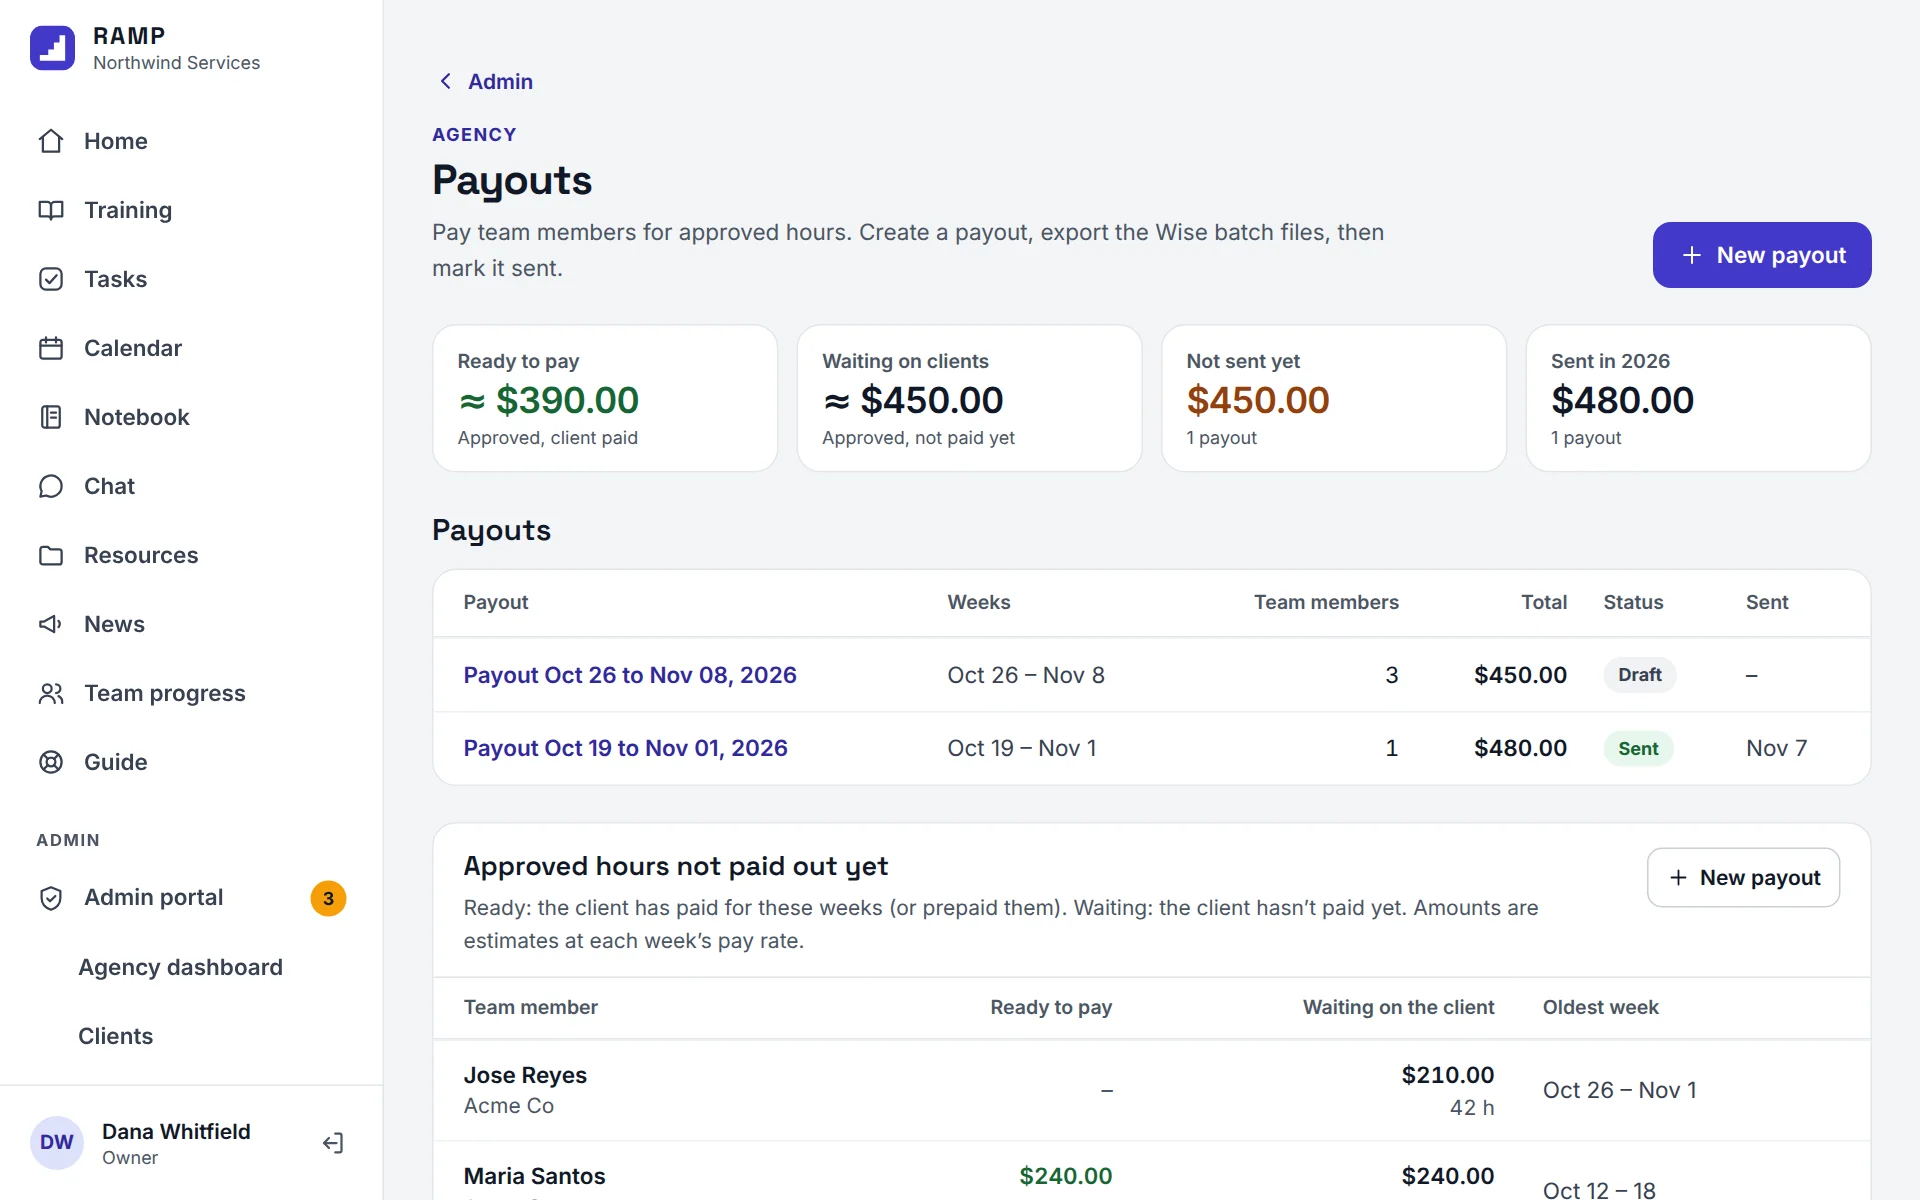 RAMP
Northwind Services
Home
Training
Tasks
Calendar
Notebook
Chat
Resources
News
Team progress
Guide
ADMIN
Admin portal 3
Agency dashboard
Clients
DW
Dana Whitfield
Owner
Admin
AGENCY
Payouts
Pay team members for approved hours. Create a payout, export the Wise batch files, then
mark it sent.
+ New payout
Ready to pay
≈ $390.00
Approved, client paid
Waiting on clients
≈ $450.00
Approved, not paid yet
Not sent yet
$450.00
1 payout
Sent in 2026
$480.00
1 payout
Payouts
Payout Weeks Team members Total Status Sent
Payout Oct 26 to Nov 08, 2026 Oct 26 – Nov 8 3 $450.00 Draft –
Payout Oct 19 to Nov 01, 2026 Oct 19 – Nov 1 1 $480.00 Sent Nov 7
Approved hours not paid out yet
+ New payout
Ready: the client has paid for these weeks (or prepaid them). Waiting: the client hasn’t paid yet. Amounts are
estimates at each week’s pay rate.
Team member Ready to pay Waiting on the client Oldest week
Jose Reyes
Acme Co
–
$210.00
42 h
Oct 26 – Nov 1
Maria Santos
$240.00
$240.00
Oct 12 – 18